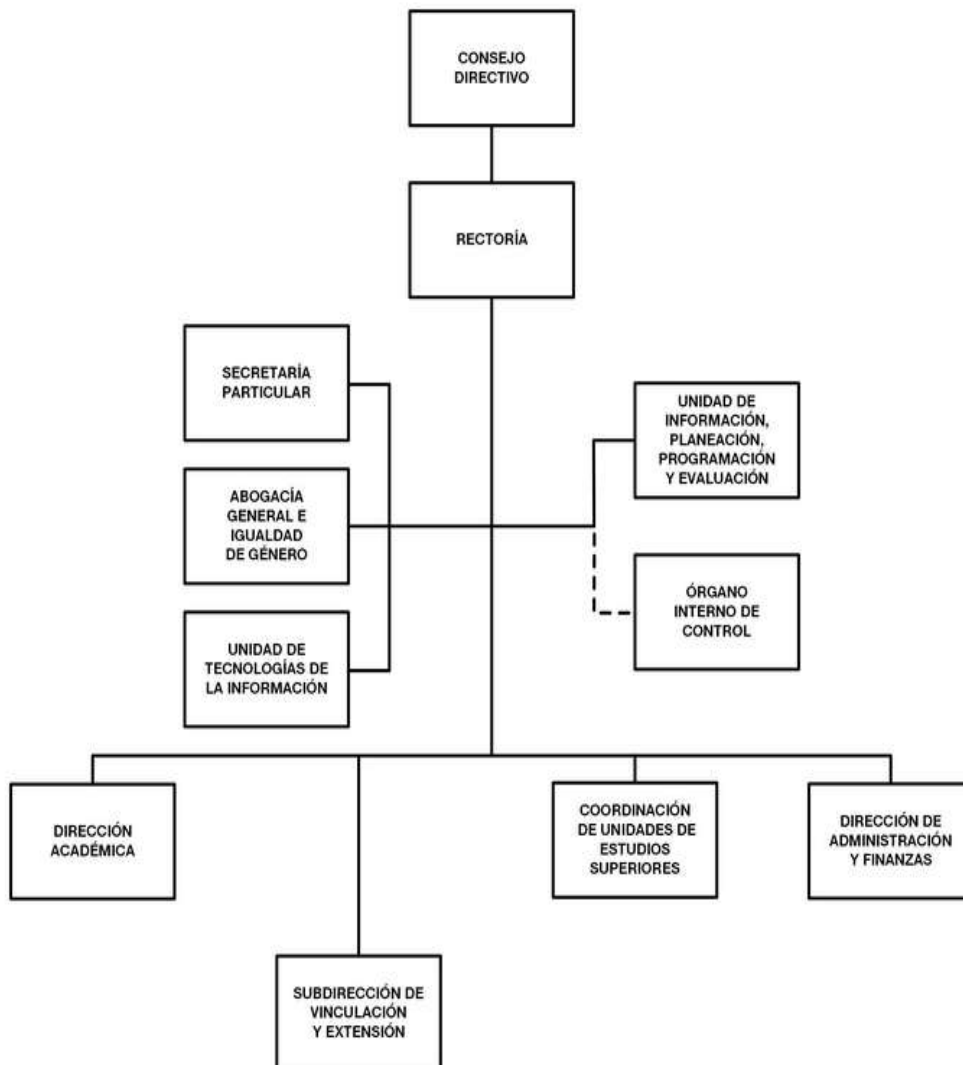 CONSEJO
DIRECTIVO
RECTORÍA
SECRETARÍA
PARTICULAR
UNIDAD DE
INFORMACIÓN,
PLANEACIÓN,
PROGRAMACIÓN
Y EVALUACIÓN
ABOGACÍA
GENERAL E
IGUALDAD
DE GÉNERO
ÓRGANO
INTERNO DE
CONTROL
UNIDAD DE
TECNOLOGÍAS DE
LA INFORMACIÓN
DIRECCIÓN
ACADÉMICA
COORDINACIÓN
DE UNIDADES DE
ESTUDIOS
SUPERIORES
DIRECCIÓN DE
ADMINISTRACIÓN
Y FINANZAS
SUBDIRECCIÓN DE
VINCULACIÓN
Y EXTENSIÓN